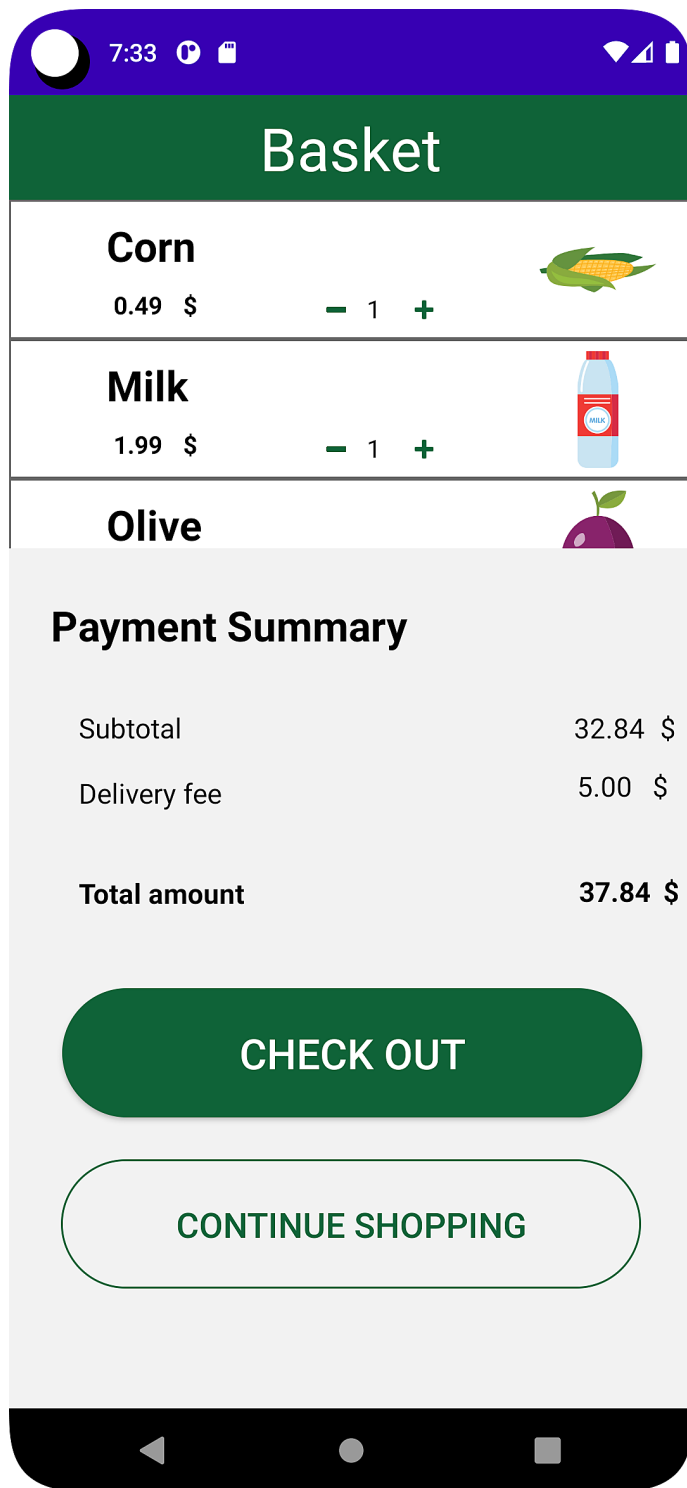 7:33
Basket
Corn
0.49 $
1
Milk
MILK
1.99 $
1
Olive
Payment Summary
Subtotal 32.84 $
Delivery fee 5.00 $
Total amount 37.84 $
CHECK OUT
CONTINUE SHOPPING